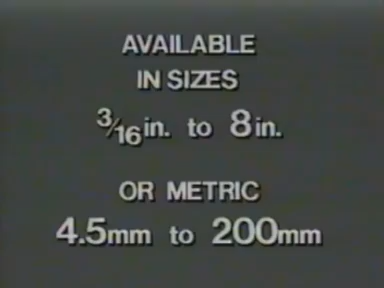 AVAILABLE
IN SIZES
3/16in. to 8in.
OR METRIC
4.5mm to 200mm